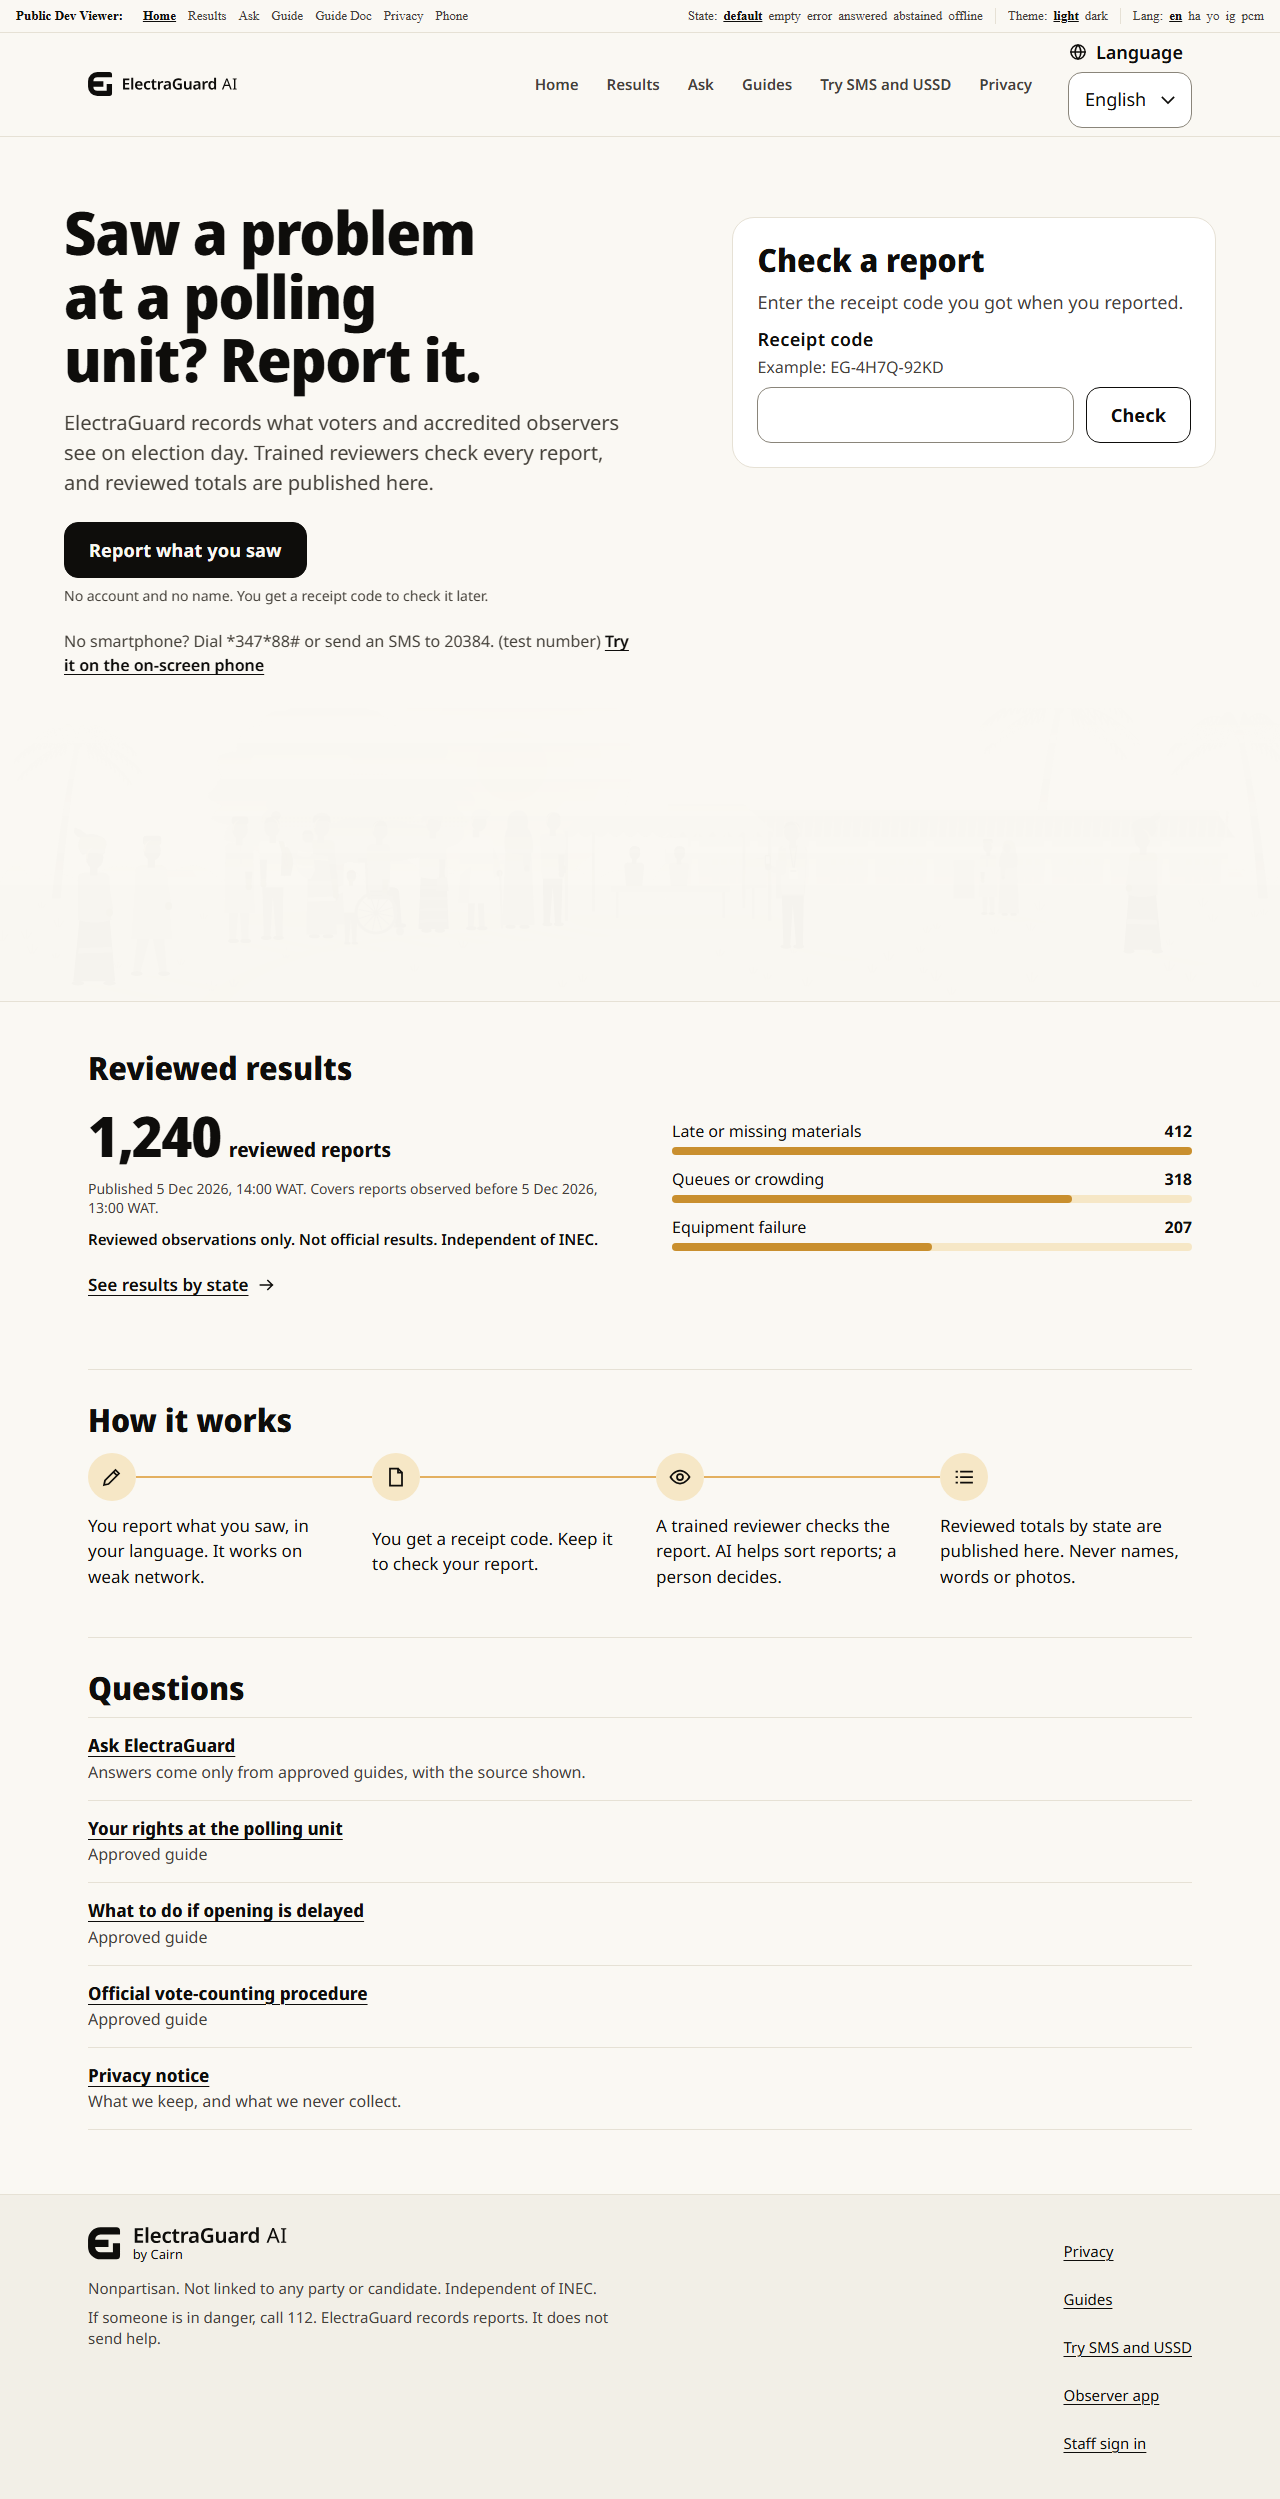 Public Dev Viewer: Home Results Ask Guide Guide Doc Privacy Phone State: default empty error answered abstained offline Theme: light dark Lang: en ha yo ig pcm
ElectraGuard AI
Home Results Ask Guides Try SMS and USSD Privacy
Language
English
Saw a problem
at a polling
unit? Report it.
ElectraGuard records what voters and accredited observers
see on election day. Trained reviewers check every report,
and reviewed totals are published here.
Report what you saw
No account and no name. You get a receipt code to check it later.
No smartphone? Dial *347*88# or send an SMS to 20384. (test number) Try
it on the on-screen phone
Check a report
Enter the receipt code you got when you reported.
Receipt code
Example: EG-4H7Q-92KD
Check
Reviewed results
1,240 reviewed reports
Published 5 Dec 2026, 14:00 WAT. Covers reports observed before 5 Dec 2026,
13:00 WAT.
Reviewed observations only. Not official results. Independent of INEC.
See results by state
Late or missing materials 412
Queues or crowding 318
Equipment failure 207
How it works
You report what you saw, in
your language. It works on
weak network.
You get a receipt code. Keep it
to check your report.
A trained reviewer checks the
report. AI helps sort reports; a
person decides.
Reviewed totals by state are
published here. Never names,
words or photos.
Questions
Ask ElectraGuard
Answers come only from approved guides, with the source shown.
Your rights at the polling unit
Approved guide
What to do if opening is delayed
Approved guide
Official vote-counting procedure
Approved guide
Privacy notice
What we keep, and what we never collect.
ElectraGuard AI
by Cairn
Nonpartisan. Not linked to any party or candidate. Independent of INEC.
If someone is in danger, call 112. ElectraGuard records reports. It does not
send help.
Privacy
Guides
Try SMS and USSD
Observer app
Staff sign in